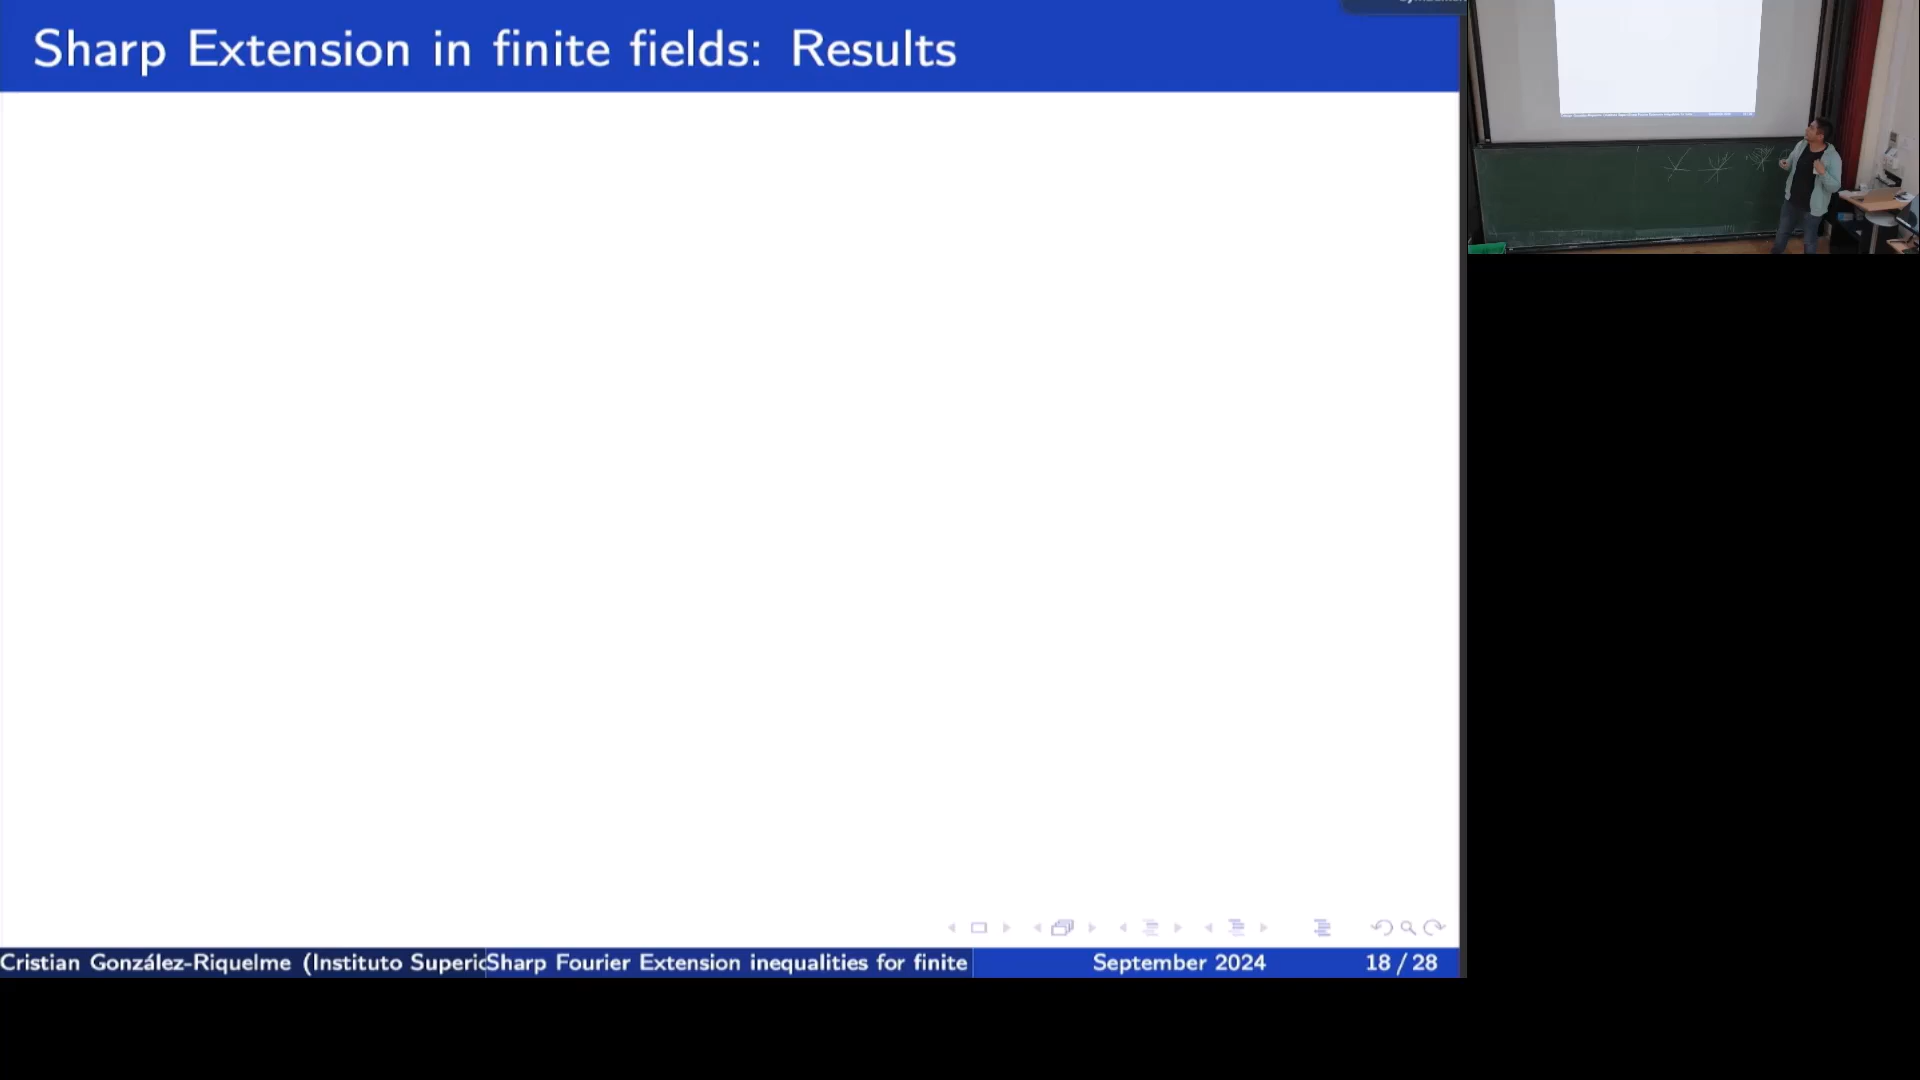 Sharp Extension in finite fields: Results
Cristian González-Riquelme (Instituto Superic
Sharp Fourier Extension inequalities for finite
September 2024
18 / 28